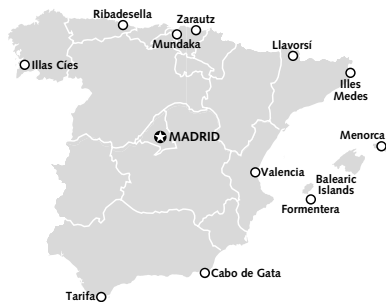 Ribadesella
Zarautz
Mundaka
Llavorsí
Illas Cíes
Illes
Medes
MADRID
Menorca
Valencia
Balearic
Islands
Formentera
Cabo de Gata
Tarifa